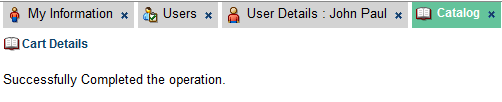 My Information x Users x User Details : John Paul x Catalog x
Cart Details
Successfully Completed the operation.